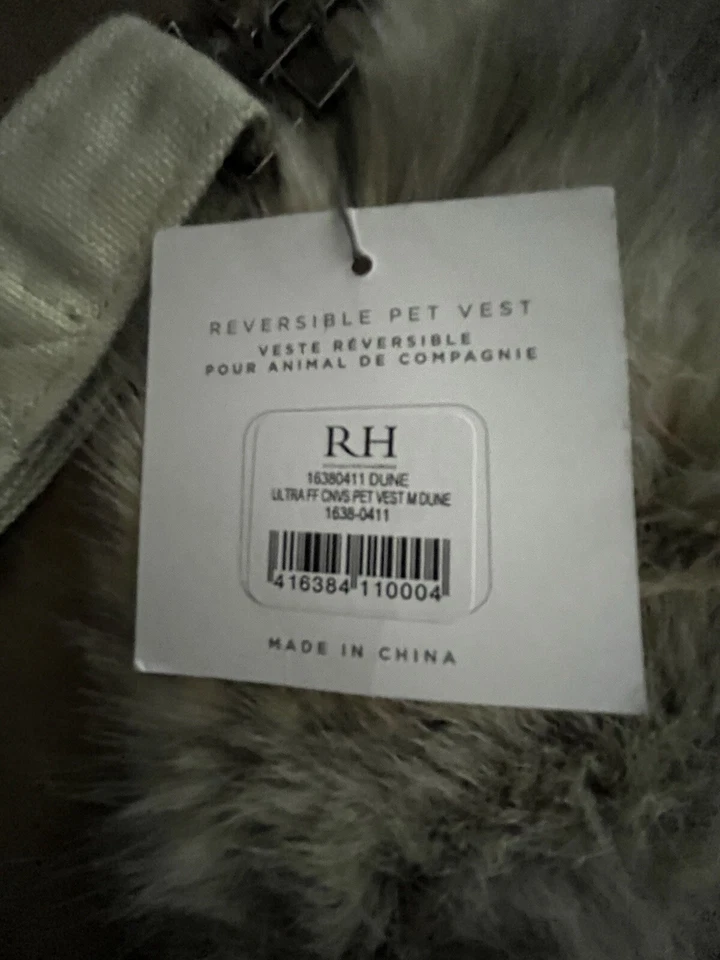 REVERSIBLE PET VEST
VESTE RÉVERSIBLE
POUR ANIMAL DE COMPAGNIE
RH
16380411 DUNE
ULTRA FF CNVS PET VEST M DUNE
1638-0411
416384 110004
MADE IN CHINA